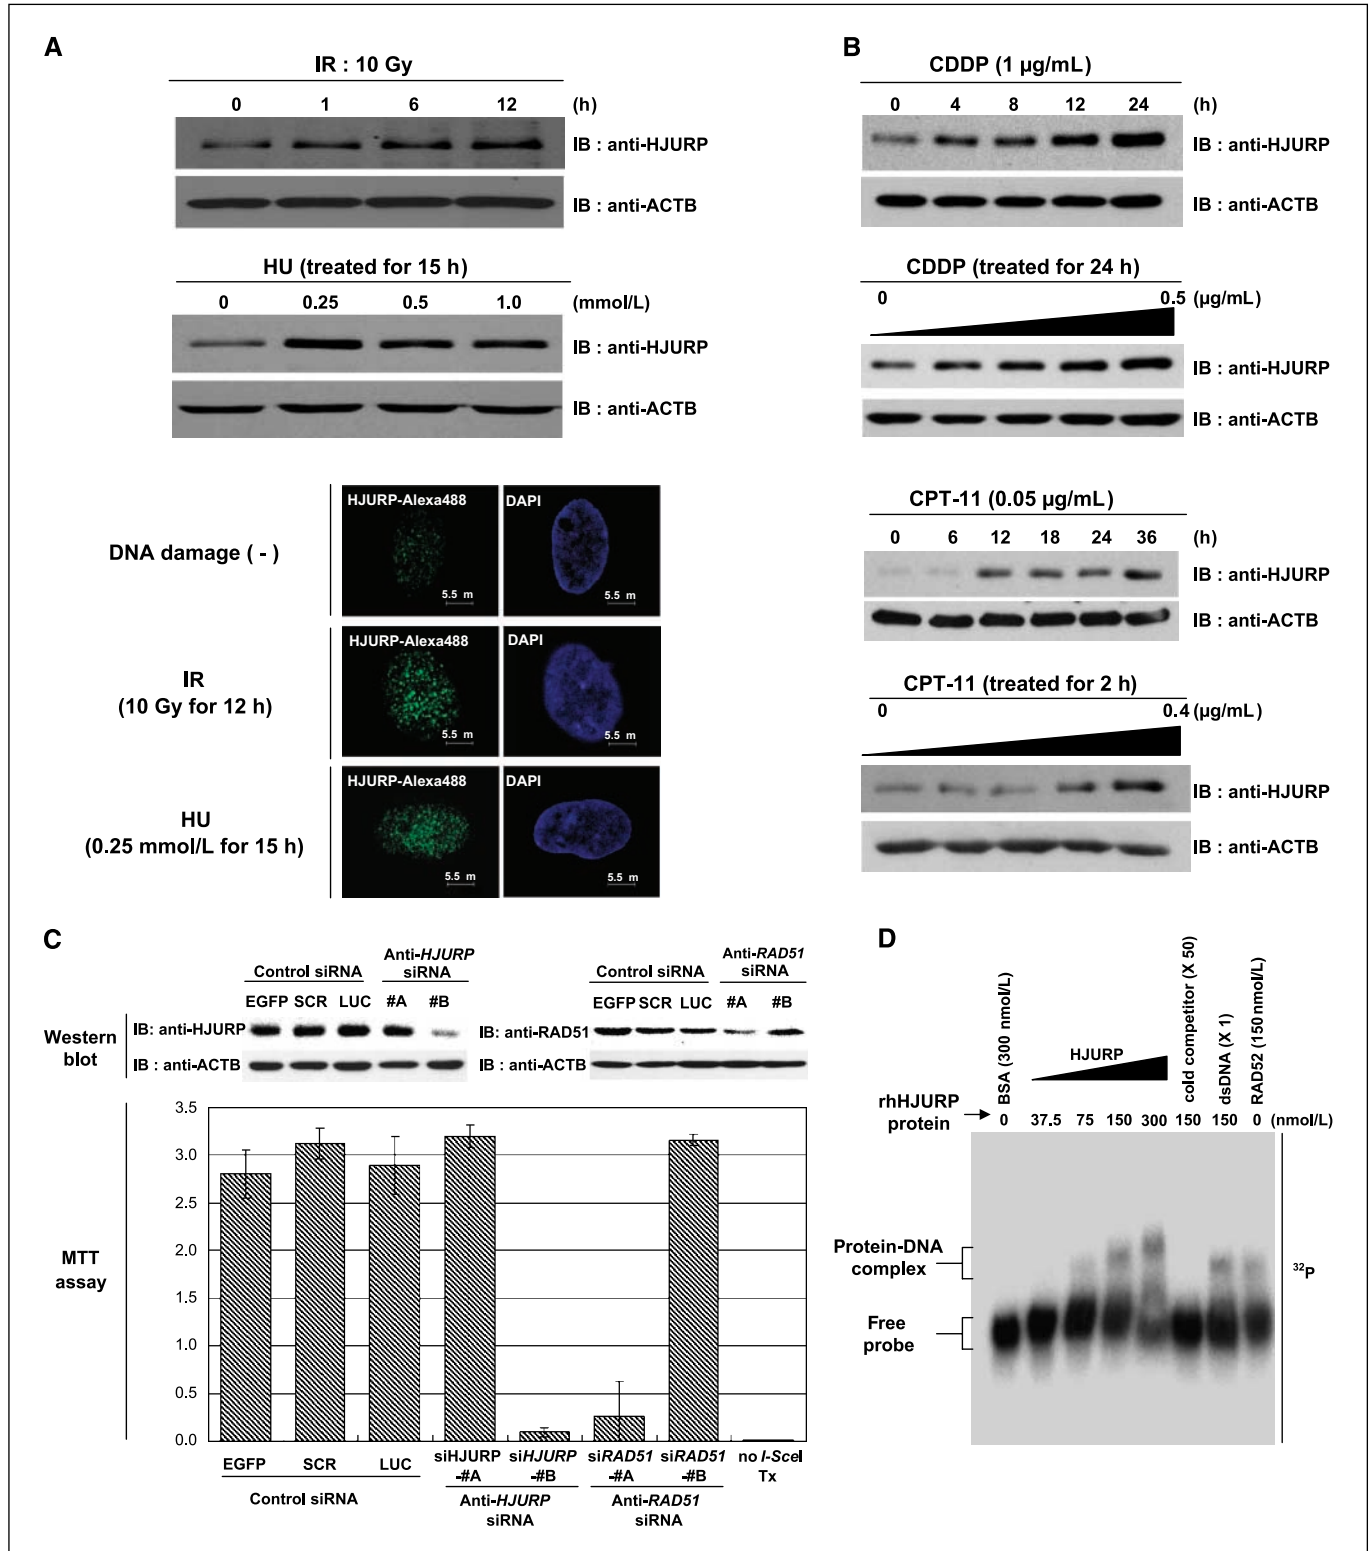 A
IR : 10 Gy
0 1 6 12 (h)
IB : anti-HJURP
IB : anti-ACTB
HU (treated for 15 h)
0 0.25 0.5 1.0 (mmol/L)
IB : anti-HJURP
IB : anti-ACTB
DNA damage ( - )
HJURP-Alexa488 DAPI
5.5 m 5.5 m
IR
(10 Gy for 12 h)
HJURP-Alexa488 DAPI
5.5 m 5.5 m
HU
(0.25 mmol/L for 15 h)
HJURP-Alexa488 DAPI
5.5 m 5.5 m
B
CDDP (1 µg/mL)
0 4 8 12 24 (h)
IB : anti-HJURP
IB : anti-ACTB
CDDP (treated for 24 h)
0 0.5 (µg/mL)
IB : anti-HJURP
IB : anti-ACTB
CPT-11 (0.05 µg/mL)
0 6 12 18 24 36 (h)
IB : anti-HJURP
IB : anti-ACTB
CPT-11 (treated for 2 h)
0 0.4 (µg/mL)
IB : anti-HJURP
IB : anti-ACTB
C
Western
blot
Control siRNA
Anti-HJURP
siRNA
EGFP SCR LUC #A #B
IB: anti-HJURP
IB : anti-ACTB
Control siRNA
Anti-RAD51
siRNA
EGFP SCR LUC #A #B
IB: anti-RAD51
IB : anti-ACTB
MTT
assay
3.5
3.0
2.5
2.0
1.5
1.0
0.5
0.0
EGFP SCR LUC
Control siRNA
siHJURP
-#A
siHJURP
-#B
Anti-HJURP
siRNA
siRAD51
-#A
siRAD51
-#B
Anti-RAD51
siRNA
no I-SceI
Tx
D
BSA (300 nmol/L)
HJURP
cold competitor (X 50)
dsDNA (X 1)
RAD52 (150 nmol/L)
rhHJURP
protein
0 37.5 75 150 300 150 150 0 (nmol/L)
Protein-DNA
complex
Free
probe
32P